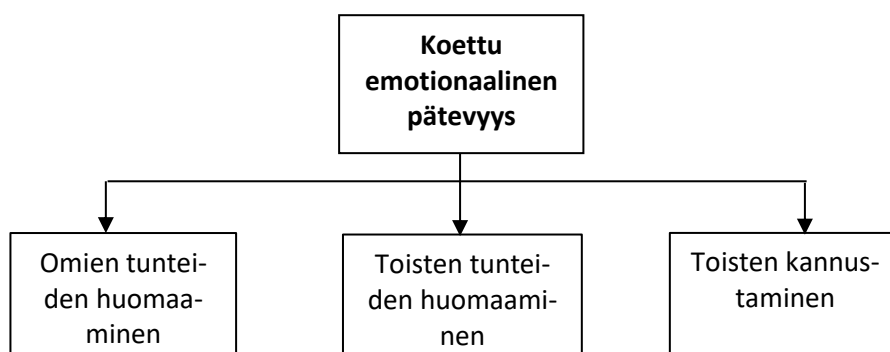 Koettu
emotionaalinen
pätevyys
Omien tuntei-
den huomaa-
minen
Toisten tuntei-
den huomaami-
nen
Toisten kannus-
taminen